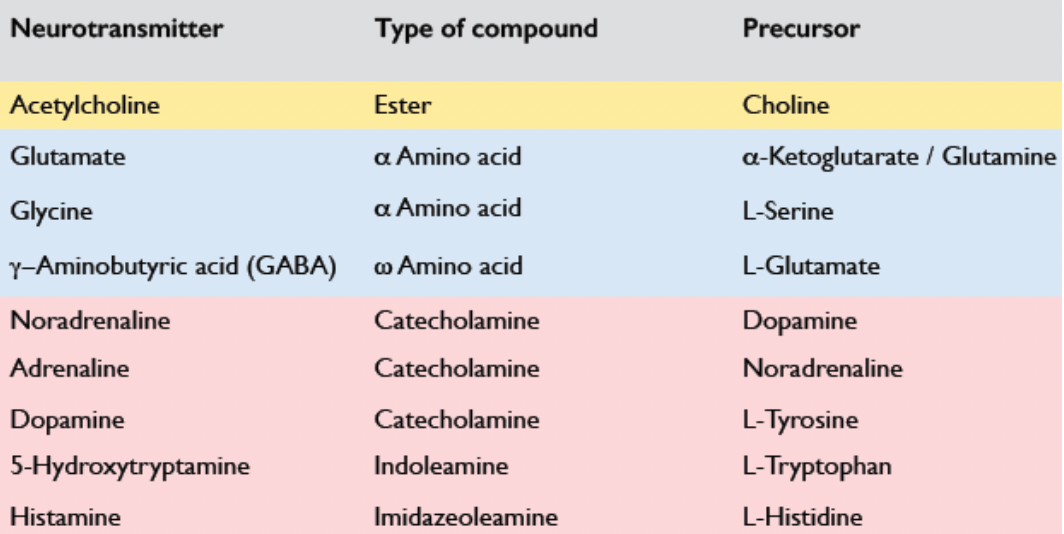 Neurotransmitter Type of compound Precursor
Acetylcholine Ester Choline
Glutamate α Amino acid α-Ketoglutarate / Glutamine
Glycine α Amino acid L-Serine
γ–Aminobutyric acid (GABA) ω Amino acid L-Glutamate
Noradrenaline Catecholamine Dopamine
Adrenaline Catecholamine Noradrenaline
Dopamine Catecholamine L-Tyrosine
5-Hydroxytryptamine Indoleamine L-Tryptophan
Histamine Imidazeoleamine L-Histidine